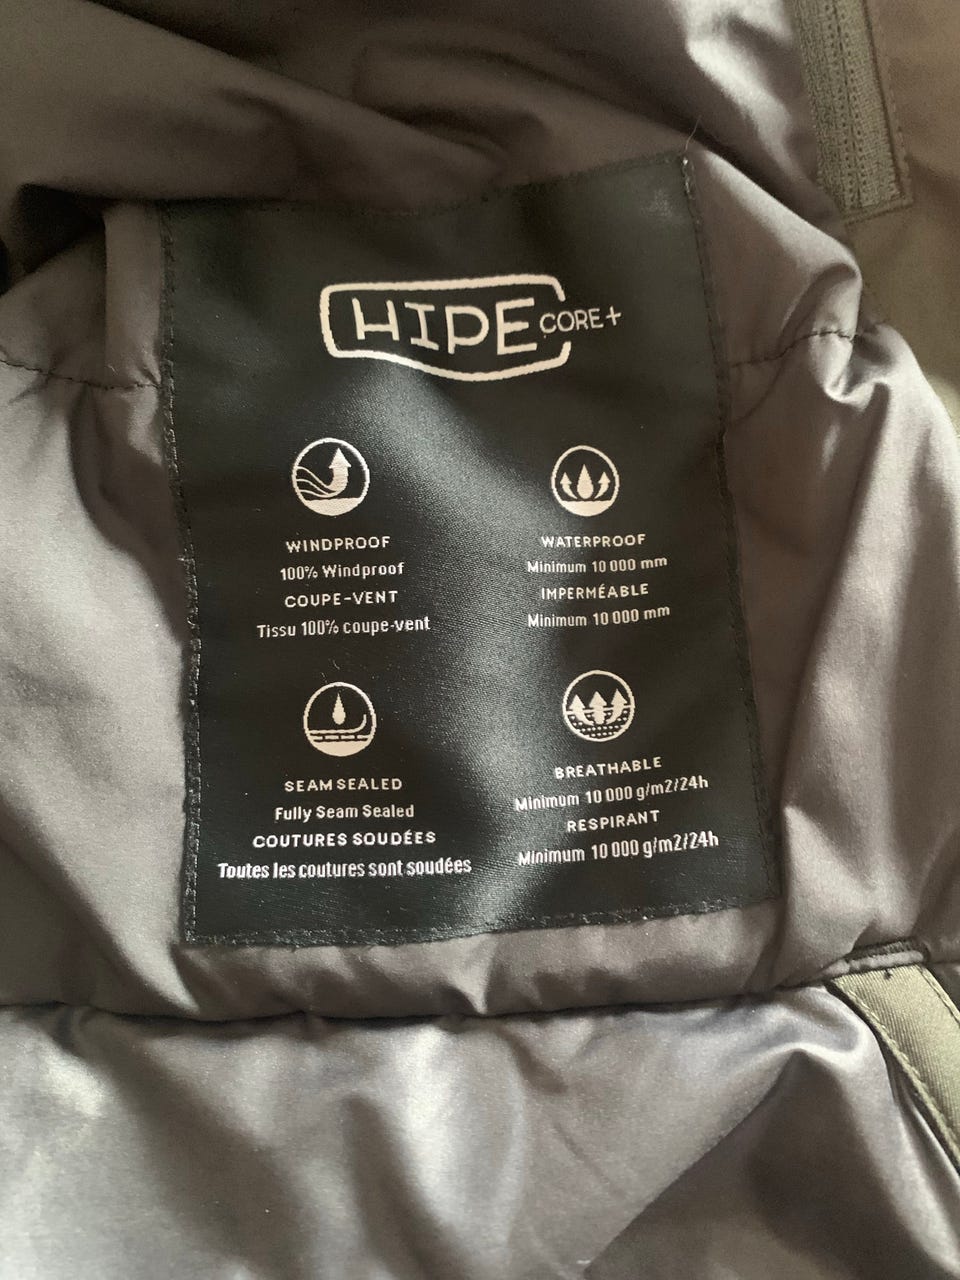 HIPE CORE+
WINDPROOF
100% Windproof
COUPE-VENT
Tissu 100% coupe-vent
WATERPROOF
Minimum 10 000 mm
IMPERMÉABLE
Minimum 10 000 mm
SEAM SEALED
Fully Seam Sealed
COUTURES SOUDÉES
Toutes les coutures sont soudées
BREATHABLE
Minimum 10 000 g/m2/24h
RESPIRANT
Minimum 10 000 g/m2/24h